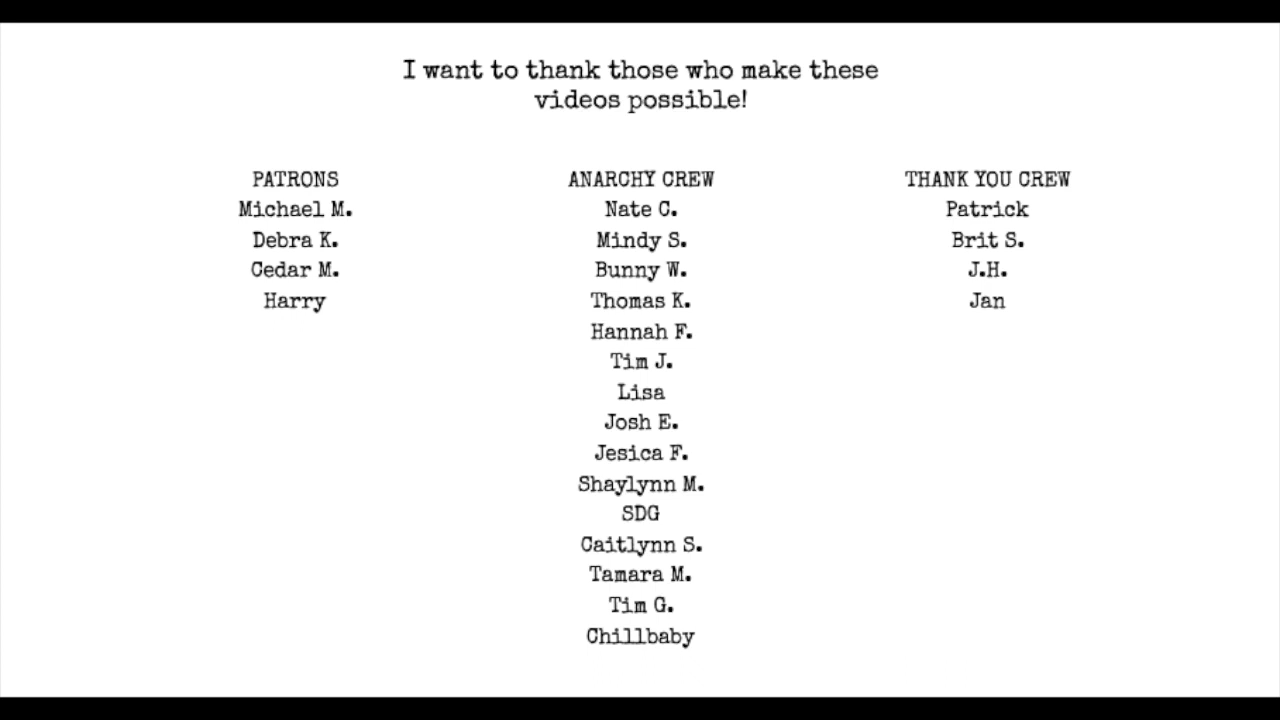 I want to thank those who make these
videos possible!
PATRONS
Michael M.
Debra K.
Cedar M.
Harry
ANARCHY CREW
Nate C.
Mindy S.
Bunny W.
Thomas K.
Hannah F.
Tim J.
Lisa
Josh E.
Jesica F.
Shaylynn M.
SDG
Caitlynn S.
Tamara M.
Tim G.
Chillbaby
THANK YOU CREW
Patrick
Brit S.
J.H.
Jan